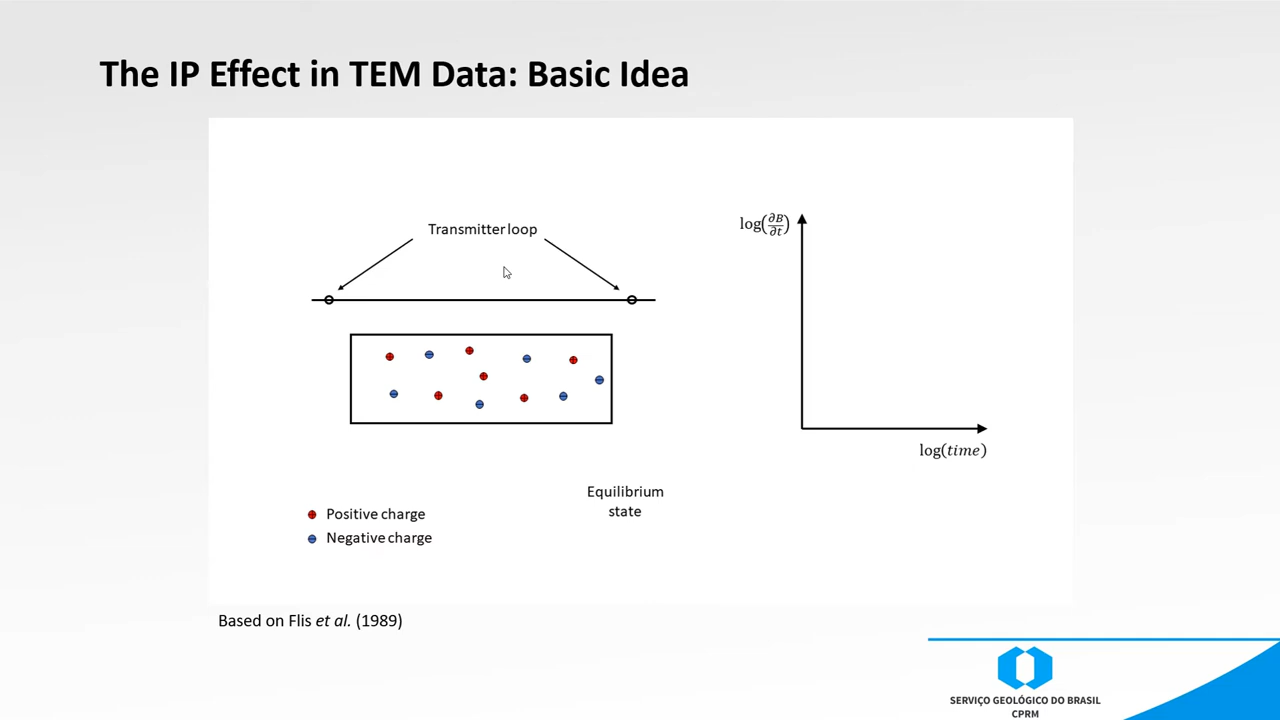 The IP Effect in TEM Data: Basic Idea
Transmitter loop
log(∂B/∂t)
log(time)
Equilibrium
state
Positive charge
Negative charge
Based on Flis et al. (1989)
SERVIÇO GEOLÓGICO DO BRASIL
CPRM